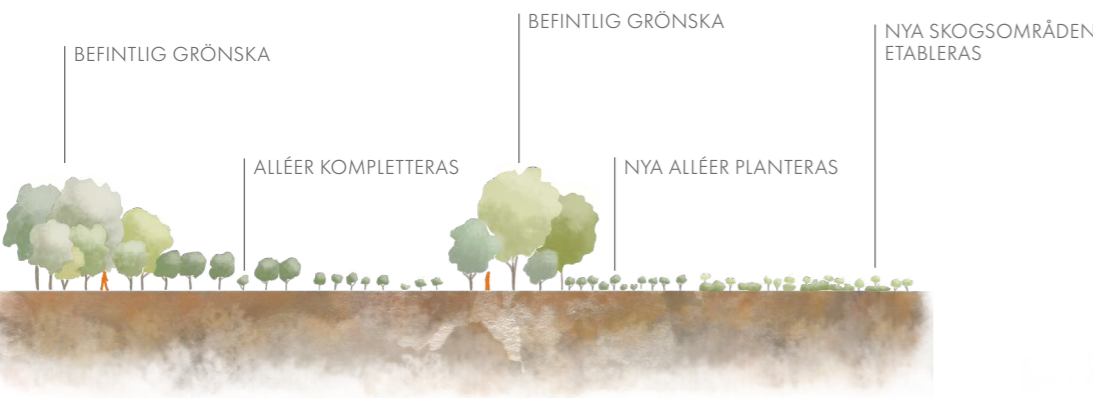 BEFINTLIG GRÖNSKA
BEFINTLIG GRÖNSKA
NYA SKOGSOMRÅDEN
ETABLERAS
ALLÉER KOMPLETTERAS
NYA ALLÉER PLANTERAS